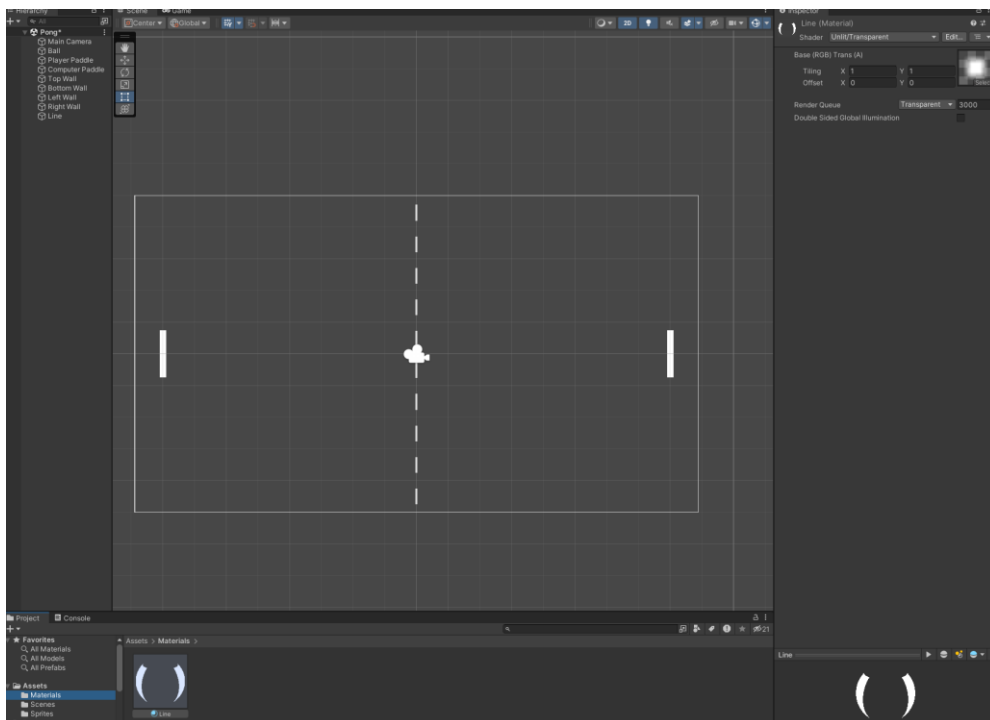 Hierarchy
Scene
Game
Inspector
All
Center
Global
2D
Pong*
Main Camera
Ball
Player Paddle
Computer Paddle
Top Wall
Bottom Wall
Left Wall
Right Wall
Line
Line (Material)
Shader
Unlit/Transparent
Edit...
Base (RGB) Trans (A)
Tiling X 1 Y 1
Offset X 0 Y 0
Select
Render Queue
Transparent
3000
Double Sided Global Illumination
Project
Console
21
Favorites
All Materials
All Models
All Prefabs
Assets
Materials
Scenes
Sprites
Assets > Materials >
Line
Line